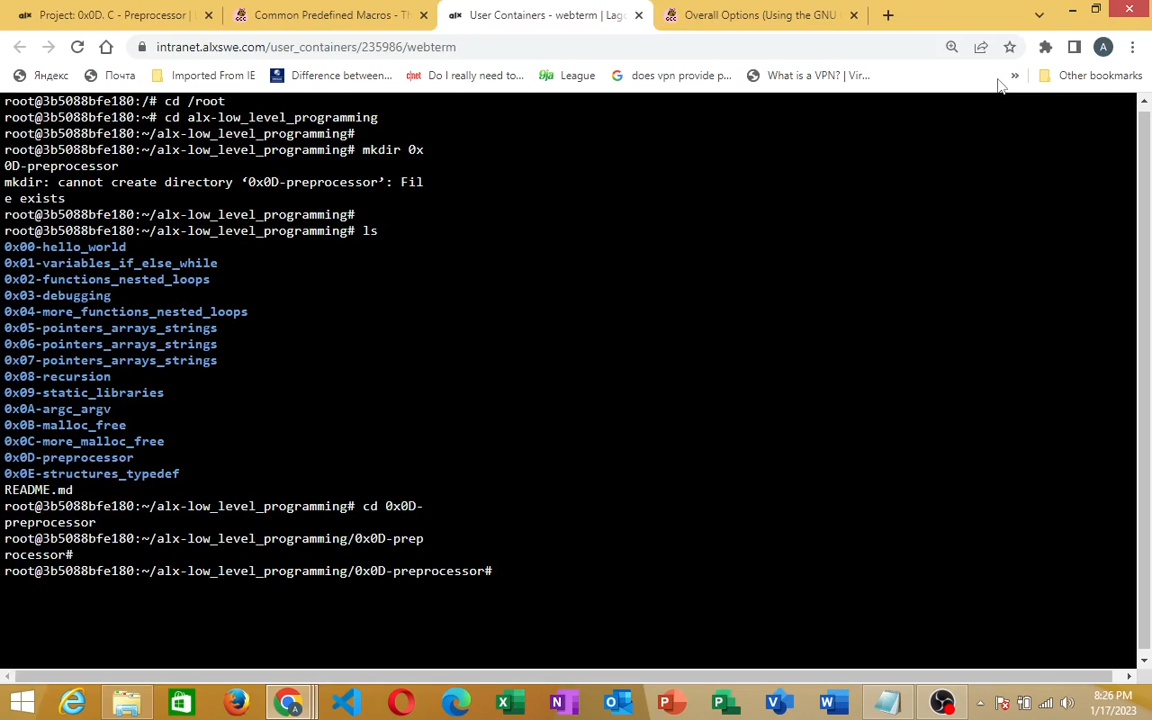 Project: 0x0D. C - Preprocessor |
Common Predefined Macros - Th
User Containers - webterm | Lag
Overall Options (Using the GNU
intranet.alxswe.com/user_containers/235986/webterm
A
Яндекс
Почта
Imported From IE
Difference between...
cnet
Do I really need to...
9ja
League
does vpn provide p...
What is a VPN? | Vir...
»
Other bookmarks
root@3b5088bfe180:/# cd /root
root@3b5088bfe180:~# cd alx-low_level_programming
root@3b5088bfe180:~/alx-low_level_programming#
root@3b5088bfe180:~/alx-low_level_programming# mkdir 0x
0D-preprocessor
mkdir: cannot create directory ‘0x0D-preprocessor’: Fil
e exists
root@3b5088bfe180:~/alx-low_level_programming#
root@3b5088bfe180:~/alx-low_level_programming# ls
0x00-hello_world
0x01-variables_if_else_while
0x02-functions_nested_loops
0x03-debugging
0x04-more_functions_nested_loops
0x05-pointers_arrays_strings
0x06-pointers_arrays_strings
0x07-pointers_arrays_strings
0x08-recursion
0x09-static_libraries
0x0A-argc_argv
0x0B-malloc_free
0x0C-more_malloc_free
0x0D-preprocessor
0x0E-structures_typedef
README.md
root@3b5088bfe180:~/alx-low_level_programming# cd 0x0D-
preprocessor
root@3b5088bfe180:~/alx-low_level_programming/0x0D-prep
rocessor#
root@3b5088bfe180:~/alx-low_level_programming/0x0D-preprocessor#
8:26 PM
1/17/2023